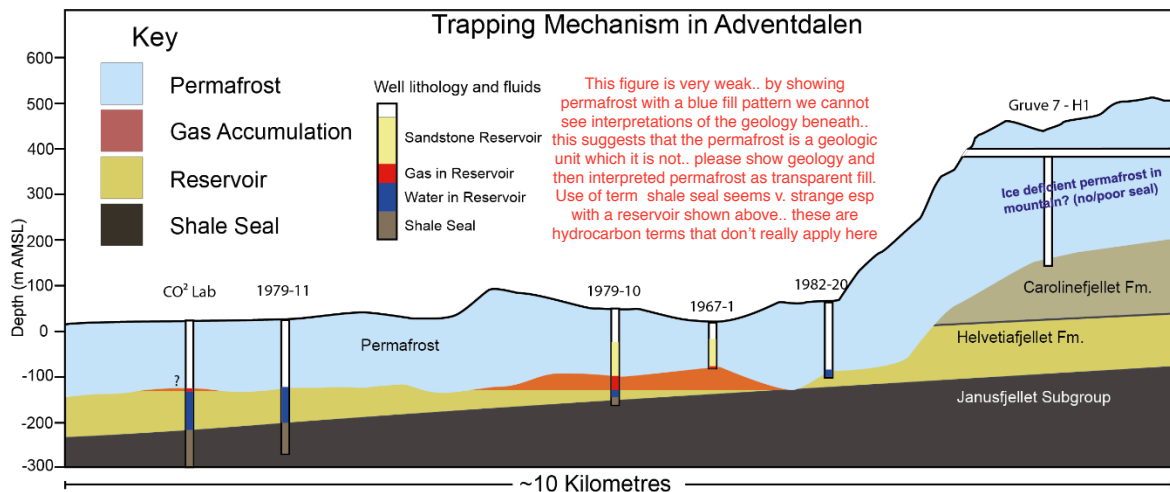 Trapping Mechanism in Adventdalen
Key
Permafrost
Gas Accumulation
Reservoir
Shale Seal
Well lithology and fluids
Sandstone Reservoir
Gas in Reservoir
Water in Reservoir
Shale Seal
This figure is very weak.. by showing
permafrost with a blue fill pattern we cannot
see interpretations of the geology beneath..
this suggests that the permafrost is a geologic
unit which it is not.. please show geology and
then interpreted permafrost as transparent fill.
Use of term shale seal seems v. strange esp
with a reservoir shown above.. these are
hydrocarbon terms that don't really apply here
Gruve 7 - H1
Ice deficient permafrost in
mountain? (no/poor seal)
Depth (m AMSL)
600
500
400
300
200
100
0
-100
-200
-300
CO² Lab
1979-11
1979-10
1967-1
1982-20
?
Permafrost
Carolinefjellet Fm.
Helvetiafjellet Fm.
Janusfjellet Subgroup
~10 Kilometres